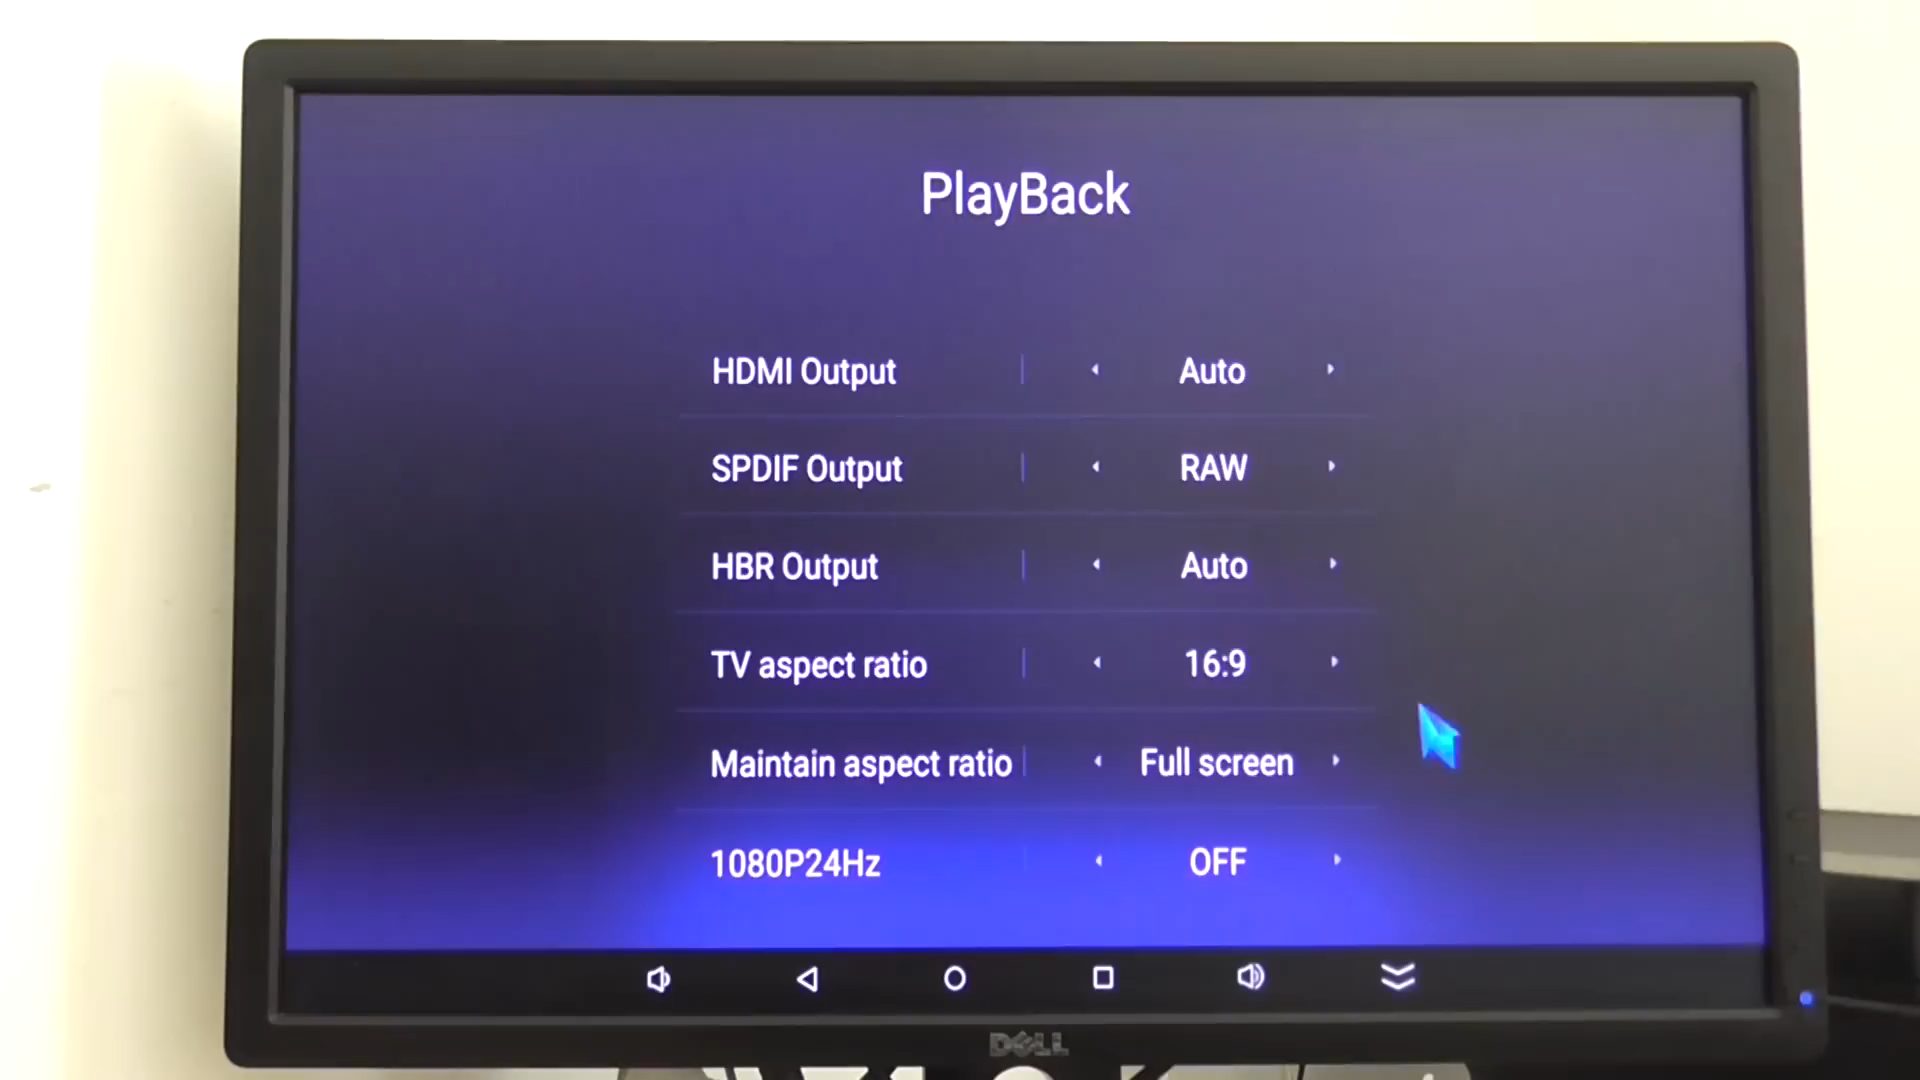 PlayBack
HDMI Output Auto
SPDIF Output RAW
HBR Output Auto
TV aspect ratio 16:9
Maintain aspect ratio Full screen
1080P24Hz OFF
DELL